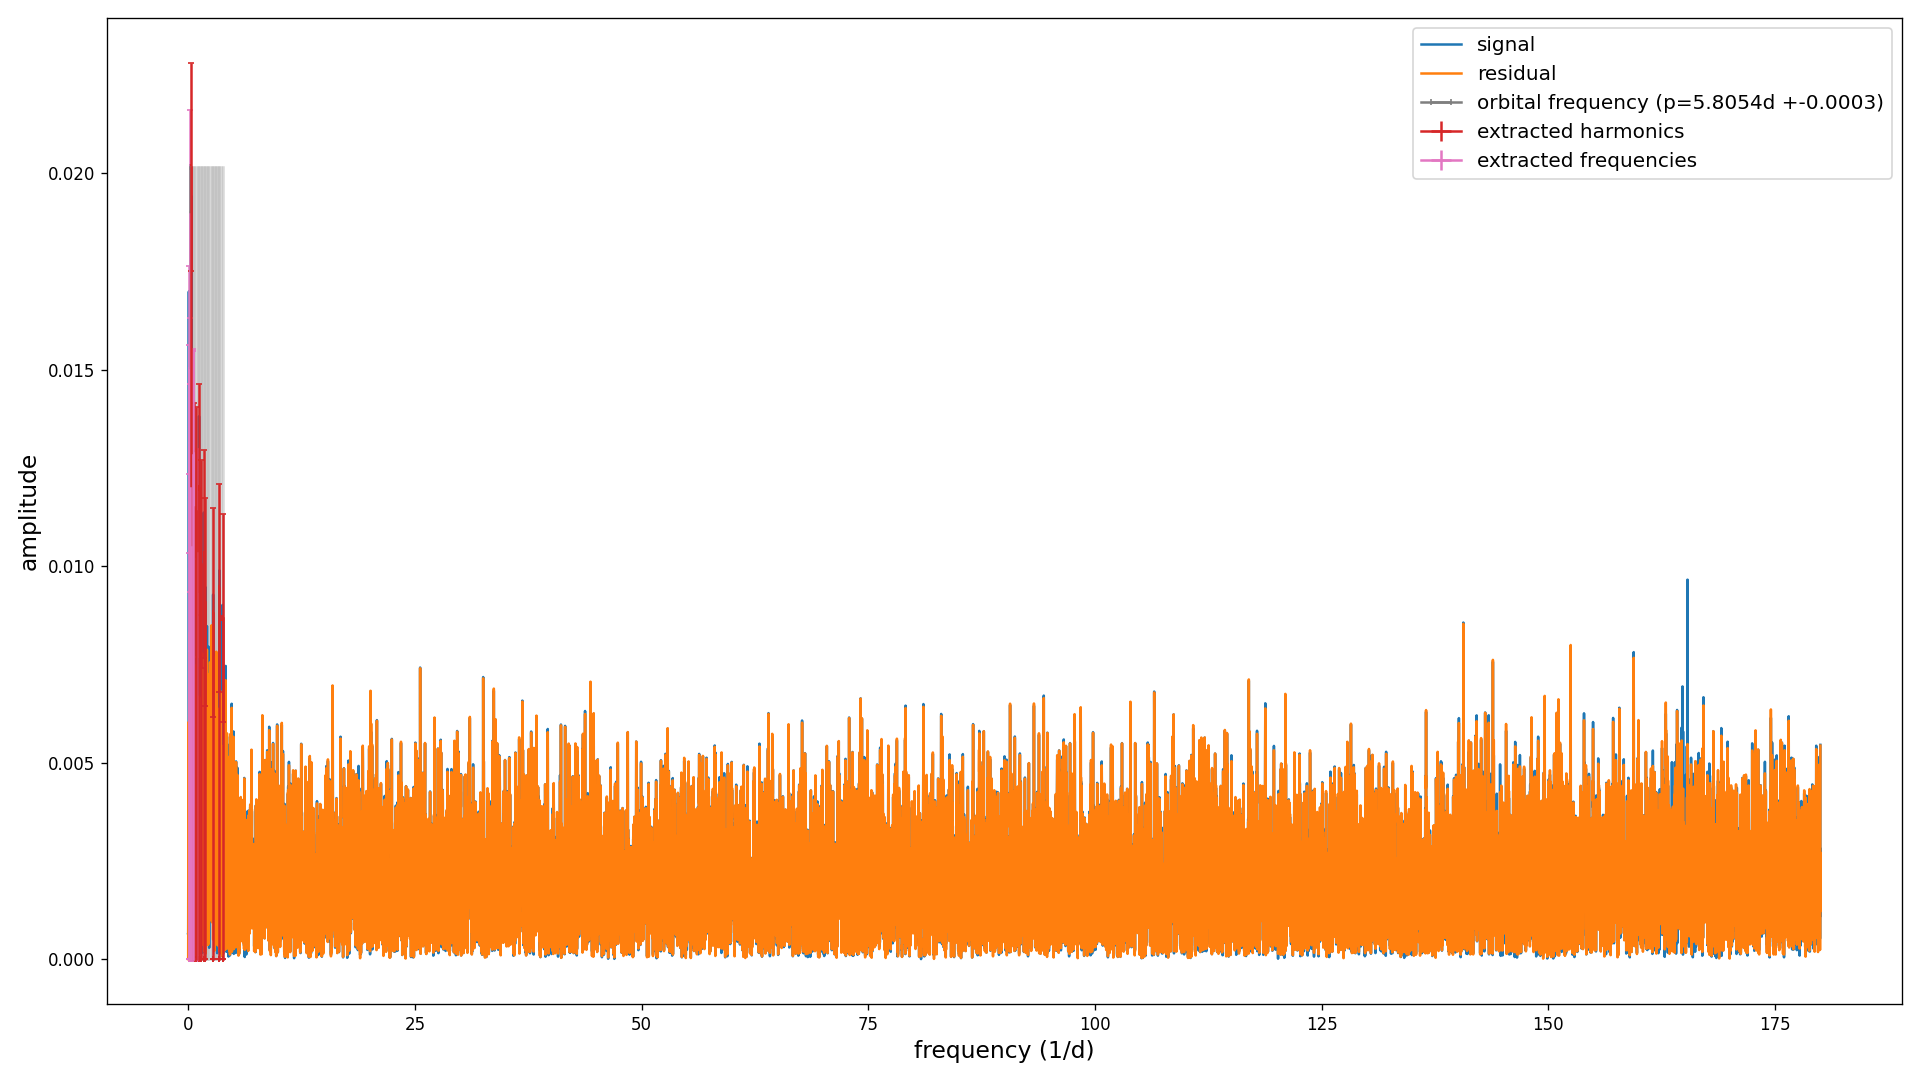 signal
residual
orbital frequency (p=5.8054d +-0.0003)
extracted harmonics
extracted frequencies
0.020
0.015
0.010
0.005
0.000
amplitude
0 25 50 75 100 125 150 175
frequency (1/d)